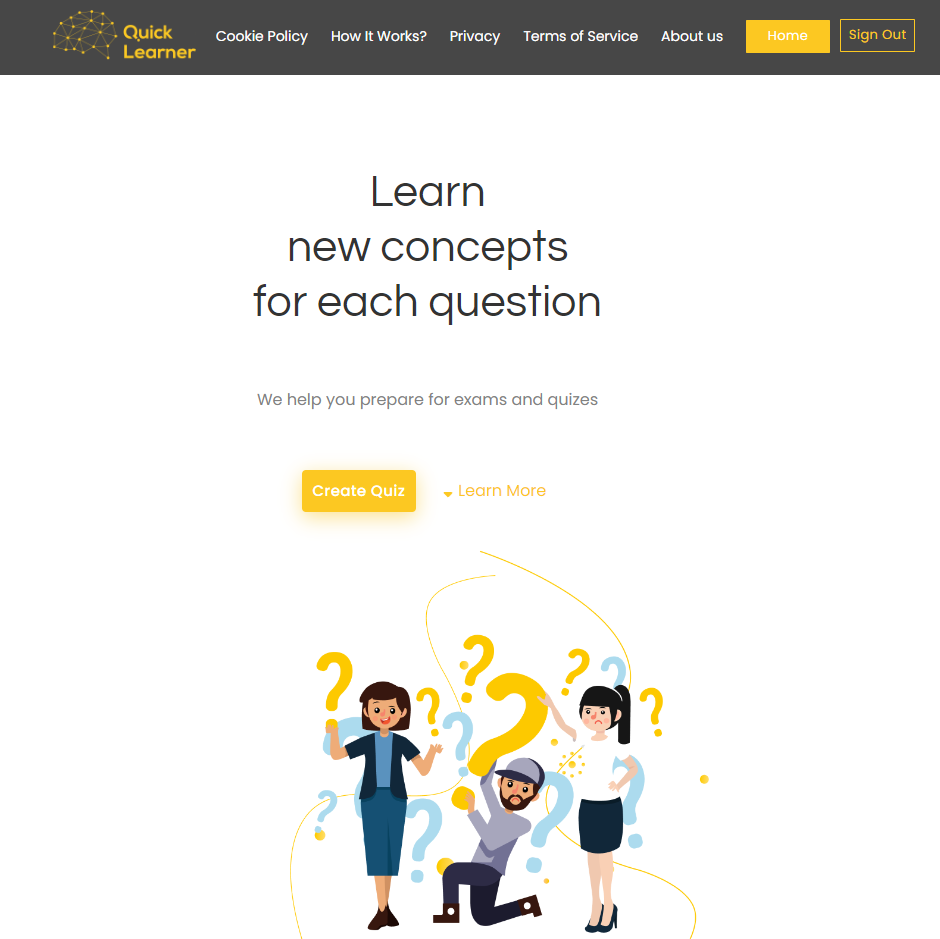 Quick
Learner
Cookie Policy How It Works? Privacy Terms of Service About us Home Sign Out
Learn
new concepts
for each question
We help you prepare for exams and quizes
Create Quiz Learn More